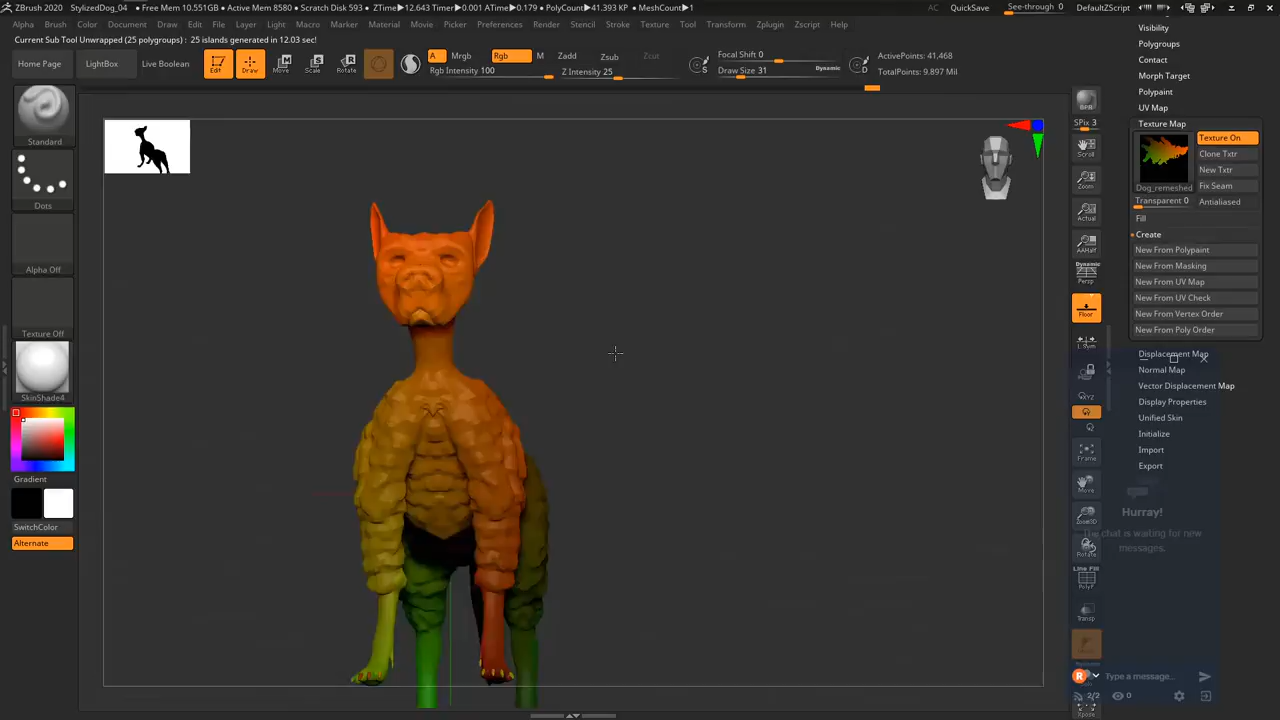 ZBrush 2020 StylizedDog_04 • Free Mem 10.551GB • Active Mem 8580 • Scratch Disk 593 • ZTime▸12.643 Timer▸0.001 ATime▸0.179 • PolyCount▸41.393 KP • MeshCount▸1 AC QuickSave See-through 0 DefaultZScript
Alpha Brush Color Document Draw Edit File Layer Light Macro Marker Material Movie Picker Preferences Render Stencil Stroke Texture Tool Transform Zplugin Zscript Help
Current Sub Tool Unwrapped (25 polygroups) : 25 islands generated in 12.03 sec!
Home Page LightBox Live Boolean Edit Draw Move Scale Rotate
A Mrgb Rgb M Zadd Zsub Zcut
Rgb Intensity 100 Z Intensity 25
Focal Shift 0
Draw Size 31 Dynamic
S D
ActivePoints: 41,468
TotalPoints: 9.897 Mil
Standard
Dots
Alpha Off
Texture Off
SkinShade4
Gradient
SwitchColor
Alternate
BPR
SPix 3
Scroll
Zoom
Actual
AAHalf
Dynamic
Persp
Floor
L.Sym
XYZ
Frame
Move
Zoom3D
Rotate
Line Fill
PolyF
Transp
Xpose
Visibility
Polygroups
Contact
Morph Target
Polypaint
UV Map
Texture Map
Texture On
Clone Txtr
New Txtr
Dog_remeshed Fix Seam
Transparent 0 Antialiased
Fill
Create
New From Polypaint
New From Masking
New From UV Map
New From UV Check
New From Vertex Order
New From Poly Order
Displacement Map
Normal Map
Vector Displacement Map
Display Properties
Unified Skin
Initialize
Import
Export
Hurray!
The chat is waiting for new
messages.
R Type a message...
2/2 0